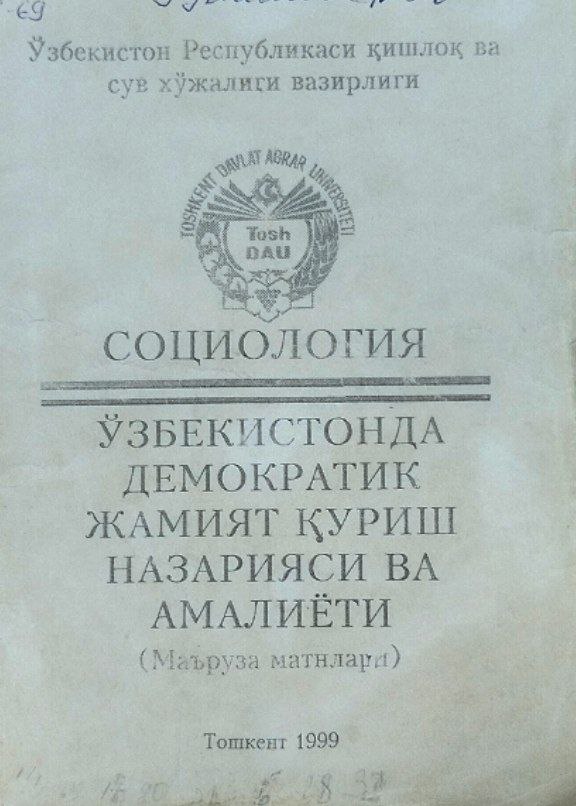 69
Ўзбекистон Республикаси қишлоқ ва
сув хўжалиги вазирлиги
TOSHKENT DAVLAT AGRAR UNIVERSITETI
Tosh
DAU
СОЦИОЛОГИЯ
ЎЗБЕКИСТОНДА
ДЕМОКРАТИК
ЖАМИЯТ ҚУРИШ
НАЗАРИЯСИ ВА
АМАЛИЁТИ
(Маъруза матнлари)
Тошкент 1999